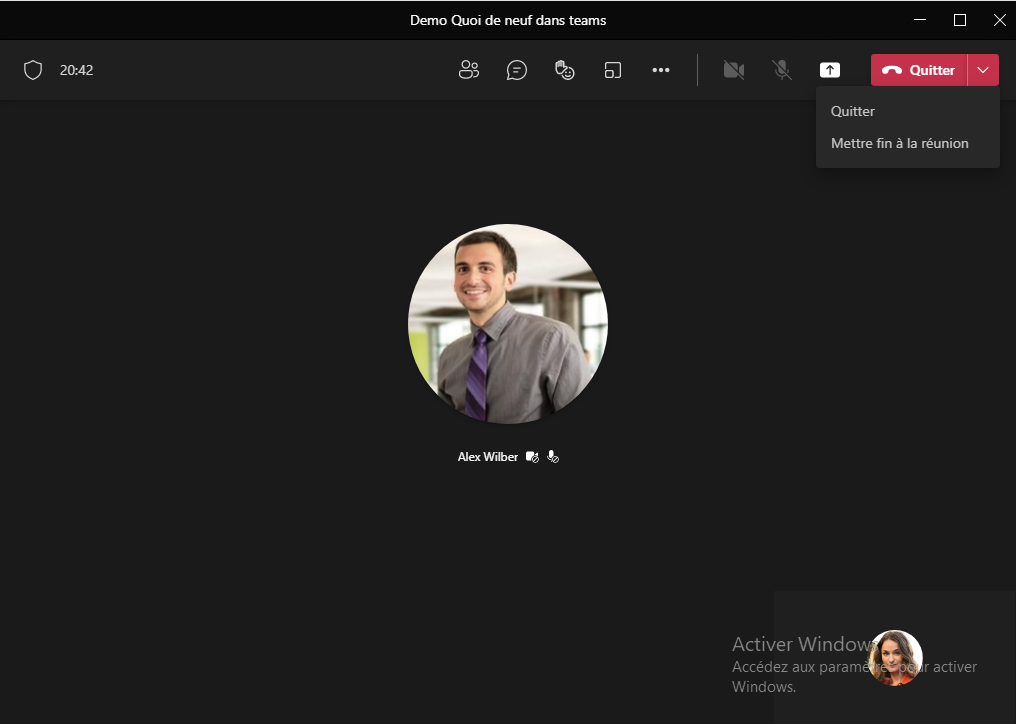 Demo Quoi de neuf dans teams
20:42
Quitter
Quitter
Mettre fin à la réunion
Alex Wilber
Activer Windows
Accédez aux paramètres pour activer
Windows.